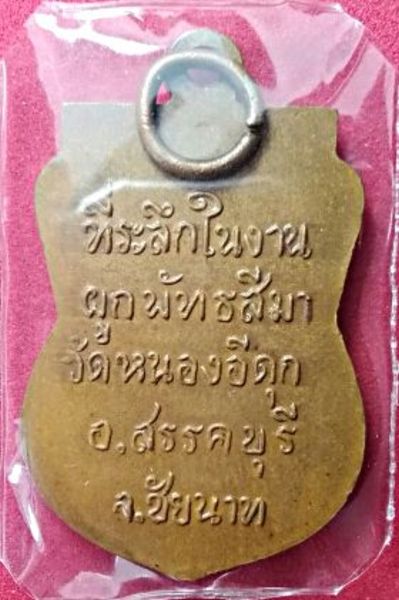 ที่ระลึกในงาน
ผูกพัทธสีมา
วัดหนองอีดุก
อ.สรรคบุรี
จ.ชัยนาท